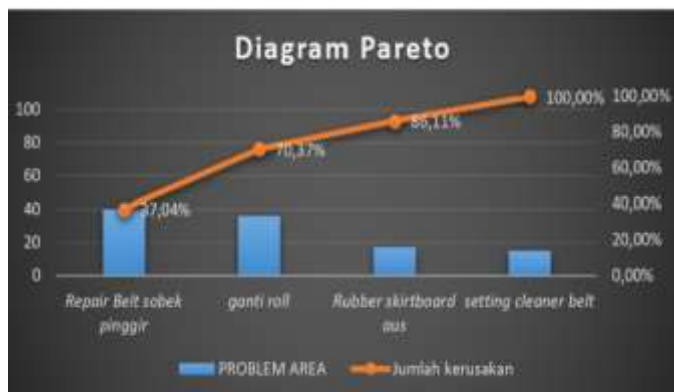 Diagram Pareto
100
80
60
40
20
0
37,04%
70,37%
86,11%
100,00%
100,00%
80,00%
60,00%
40,00%
20,00%
0,00%
Repair Belt sobek
pinggir
ganti roll
Rubber skirtboard
aus
setting cleaner belt
PROBLEM AREA
Jumlah kerusakan